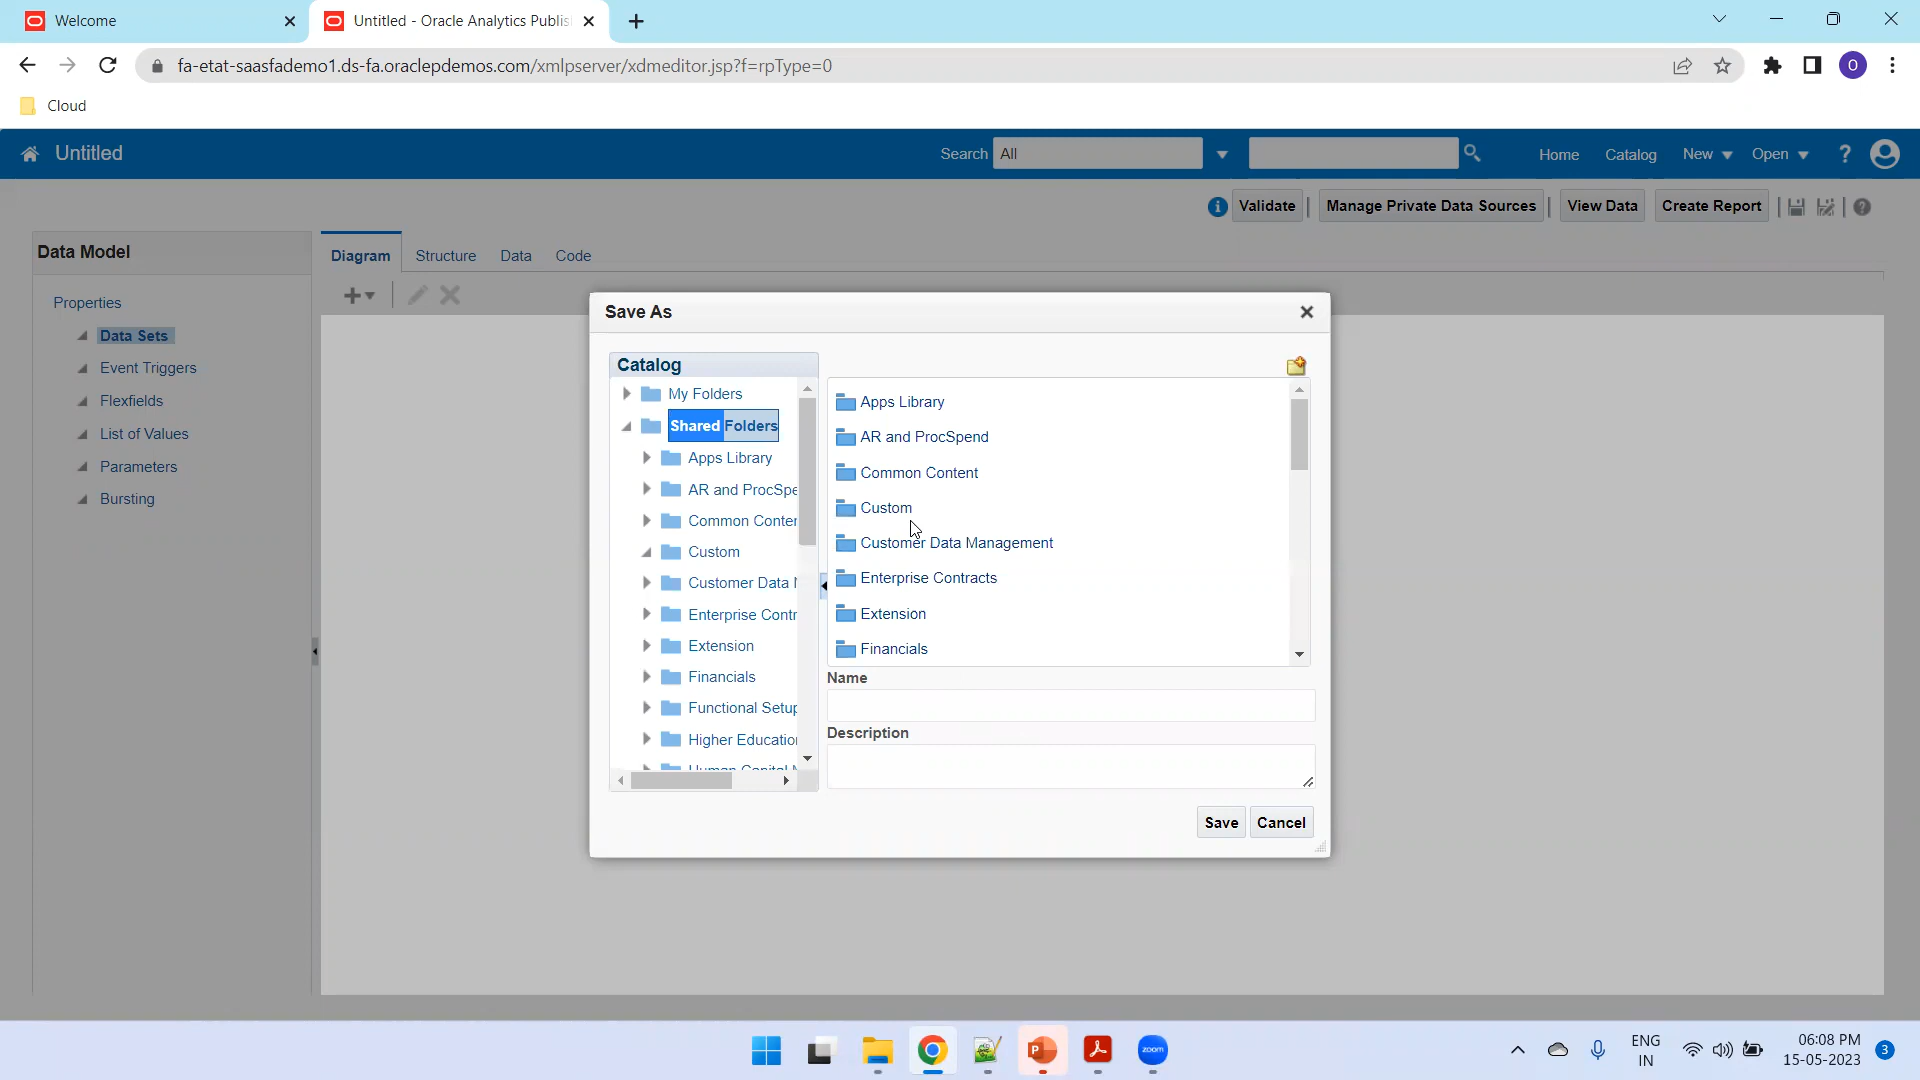 Welcome
Untitled - Oracle Analytics Publis
fa-etat-saasfademo1.ds-fa.oraclepdemos.com/xmlpserver/xdmeditor.jsp?f=rpType=0
O
Cloud
Untitled
Search All
Home Catalog New Open ?
Validate Manage Private Data Sources View Data Create Report
Data Model
Diagram Structure Data Code
Properties
Data Sets
Event Triggers
Flexfields
List of Values
Parameters
Bursting
Save As
Catalog
My Folders
Shared Folders
Apps Library
AR and ProcSpe
Common Conter
Custom
Customer Data
Enterprise Contr
Extension
Financials
Functional Setup
Higher Education
Apps Library
AR and ProcSpend
Common Content
Custom
Customer Data Management
Enterprise Contracts
Extension
Financials
Name
Description
Save Cancel
zoom
ENG
IN
06:08 PM
15-05-2023
3